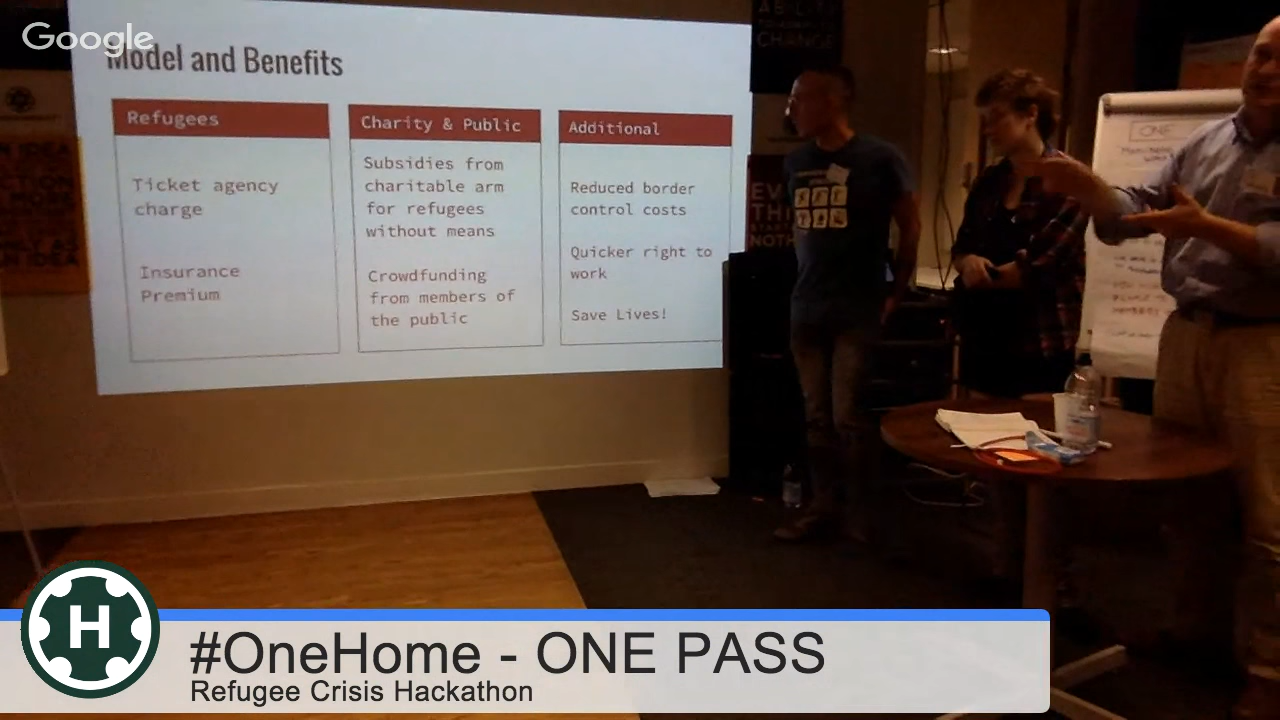 Google
Model and Benefits
Refugees
Ticket agency
charge
Insurance
Premium
Charity & Public
Subsidies from
charitable arm
for refugees
without means
Crowdfunding
from members of
the public
Additional
Reduced border
control costs
Quicker right to
work
Save Lives!
ABILITY
CHANGE
ONE
H
#OneHome - ONE PASS
Refugee Crisis Hackathon